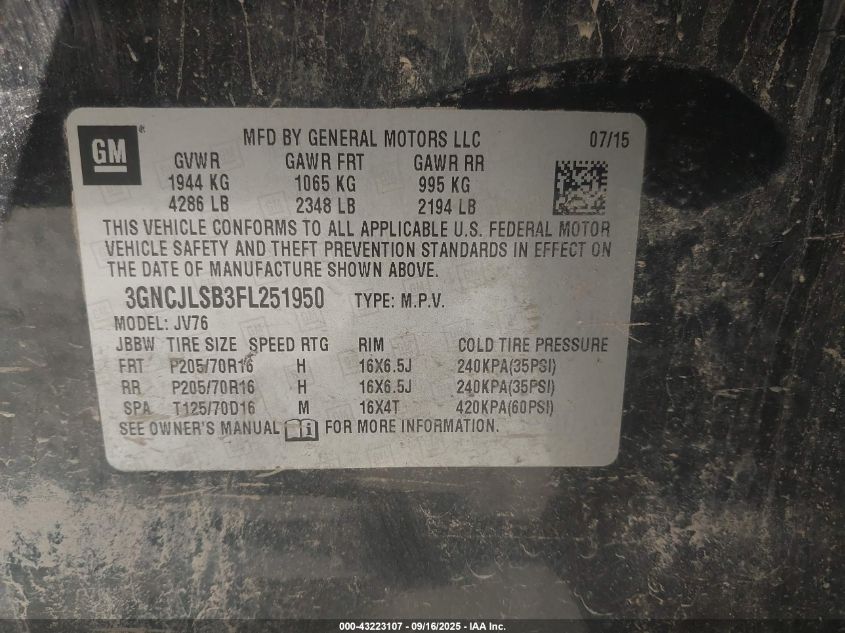 GM
MFD BY GENERAL MOTORS LLC 07/15
GVWR GAWR FRT GAWR RR
1944 KG 1065 KG 995 KG
4286 LB 2348 LB 2194 LB
THIS VEHICLE CONFORMS TO ALL APPLICABLE U.S. FEDERAL MOTOR
VEHICLE SAFETY AND THEFT PREVENTION STANDARDS IN EFFECT ON
THE DATE OF MANUFACTURE SHOWN ABOVE.
3GNCJLSB3FL251950 TYPE: M.P.V.
MODEL: JV76
JBBW TIRE SIZE SPEED RTG RIM COLD TIRE PRESSURE
FRT P205/70R16 H 16X6.5J 240KPA(35PSI)
RR P205/70R16 H 16X6.5J 240KPA(35PSI)
SPA T125/70D16 M 16X4T 420KPA(60PSI)
SEE OWNER'S MANUAL FOR MORE INFORMATION.
000-43223107 - 09/16/2025 - IAA Inc.